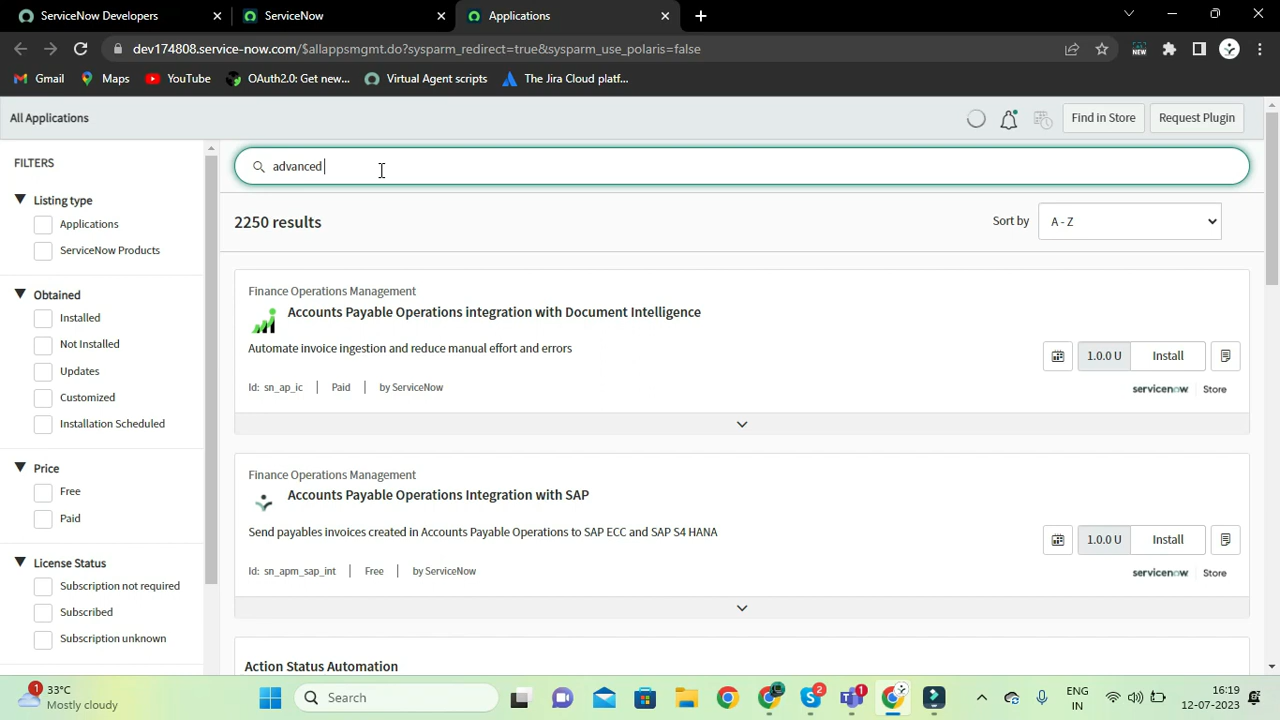 ServiceNow Developers
ServiceNow
Applications
dev174808.service-now.com/$allappsmgmt.do?sysparm_redirect=true&sysparm_use_polaris=false
NEW
Gmail
Maps
YouTube
OAuth2.0: Get new...
Virtual Agent scripts
The Jira Cloud platf...
All Applications
Find in Store
Request Plugin
FILTERS
Listing type
Applications
ServiceNow Products
Obtained
Installed
Not Installed
Updates
Customized
Installation Scheduled
Price
Free
Paid
License Status
Subscription not required
Subscribed
Subscription unknown
advanced
2250 results
Sort by
A - Z
Finance Operations Management
Accounts Payable Operations integration with Document Intelligence
Automate invoice ingestion and reduce manual effort and errors
Id: sn_ap_ic | Paid | by ServiceNow
1.0.0 U
Install
servicenow Store
Finance Operations Management
Accounts Payable Operations Integration with SAP
Send payables invoices created in Accounts Payable Operations to SAP ECC and SAP S4 HANA
Id: sn_apm_sap_int | Free | by ServiceNow
1.0.0 U
Install
servicenow Store
Action Status Automation
1
33°C
Mostly cloudy
Search
2
1
ENG
IN
16:19
12-07-2023